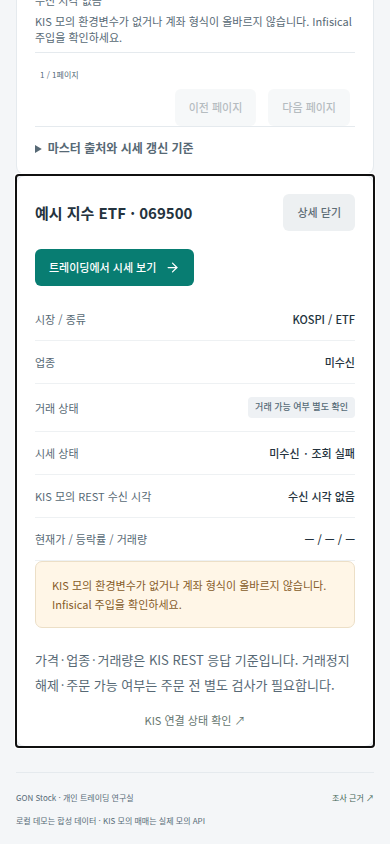 시세 수신 없음
KIS 모의 환경변수가 없거나 계좌 형식이 올바르지 않습니다. Infisical
주입을 확인하세요.
1 / 1페이지
이전 페이지
다음 페이지
▶ 마스터 출처와 시세 갱신 기준
예시 지수 ETF · 069500
상세 닫기
트레이딩에서 시세 보기 →
시장 / 종류
KOSPI / ETF
업종
미수신
거래 상태
거래 가능 여부 별도 확인
시세 상태
미수신 · 조회 실패
KIS 모의 REST 수신 시각
수신 시각 없음
현재가 / 등락률 / 거래량
— / — / —
KIS 모의 환경변수가 없거나 계좌 형식이 올바르지 않습니다.
Infisical 주입을 확인하세요.
가격·업종·거래량은 KIS REST 응답 기준입니다. 거래정지
해제·주문 가능 여부는 주문 전 별도 검사가 필요합니다.
KIS 연결 상태 확인 ↗
GON Stock · 개인 트레이딩 연구실
조사 근거 ↗
로컬 데모는 합성 데이터 · KIS 모의 매매는 실제 모의 API